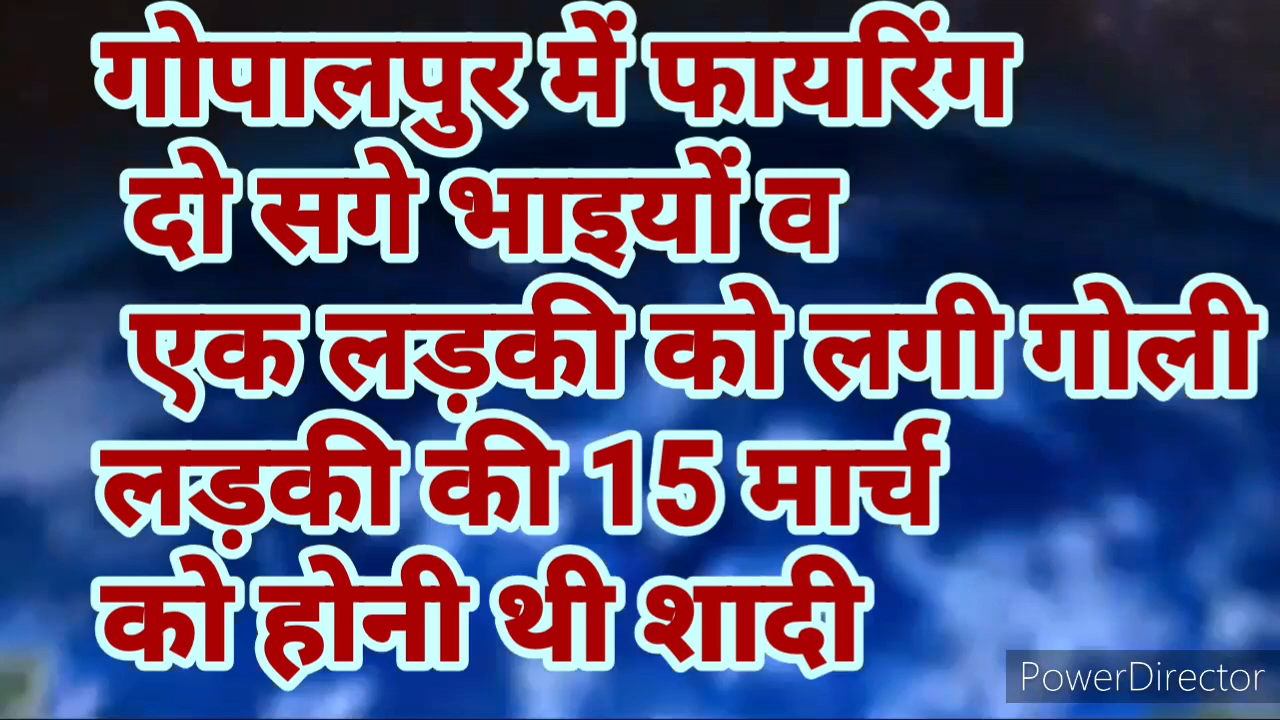 गोपालपुर में फायरिंग
दो सगे भाइयों व
एक लड़की को लगी गोली
लड़की की 15 मार्च
को होनी थी शादी
PowerDirector